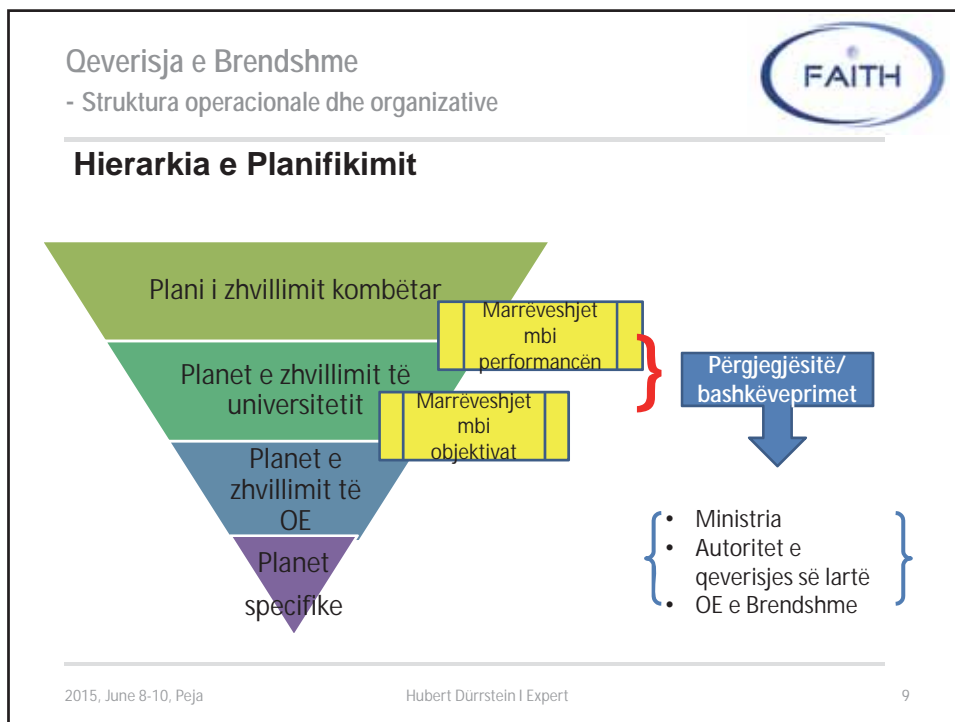 Qeverisja e Brendshme
- Struktura operacionale dhe organizative
FAITH
Hierarkia e Planifikimit
Plani i zhvillimit kombëtar
Marrëveshjet
mbi
performancën
Planet e zhvillimit të
universitetit
Marrëveshjet
mbi
objektivat
Përgjegjësitë/
bashkëveprimet
Planet e
zhvillimit të
OE
Planet
specifike
• Ministria
• Autoritet e
qeverisjes së lartë
• OE e Brendshme
2015, June 8-10, Peja
Hubert Dürrstein I Expert
9